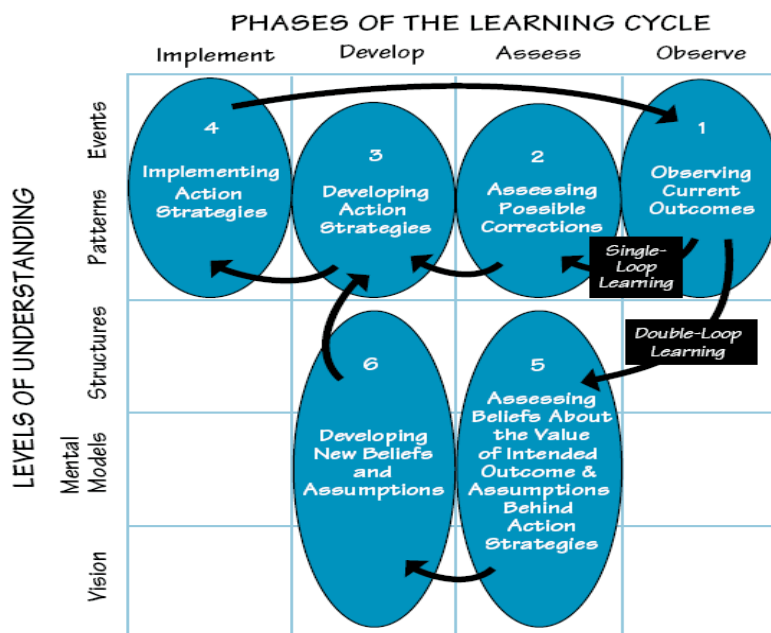 PHASES OF THE LEARNING CYCLE
Implement
Develop
Assess
Observe
LEVELS OF UNDERSTANDING
Events
Patterns
Structures
Mental
Models
Vision
4
Implementing
Action
Strategies
3
Developing
Action
Strategies
2
Assessing
Possible
Corrections
1
Observing
Current
Outcomes
Single-
Loop
Learning
Double-Loop
Learning
6
Developing
New Beliefs
and
Assumptions
5
Assessing
Beliefs About
the Value
of Intended
Outcome &
Assumptions
Behind
Action
Strategies